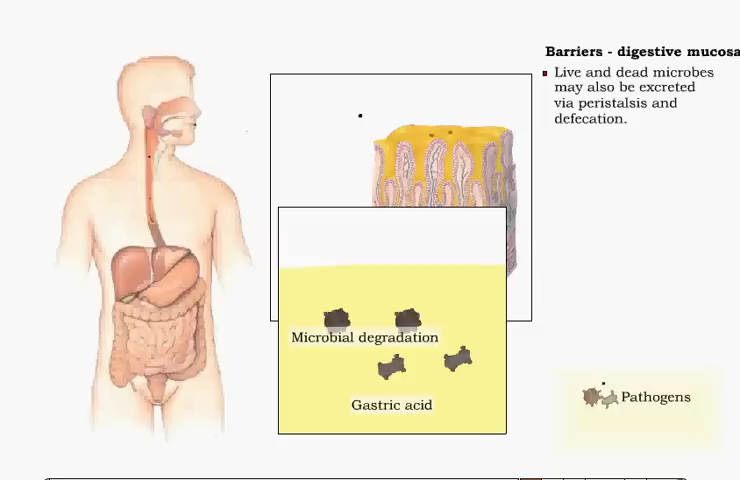 Barriers - digestive mucosa
Live and dead microbes
may also be excreted
via peristalsis and
defecation.
Microbial degradation
Gastric acid
Pathogens